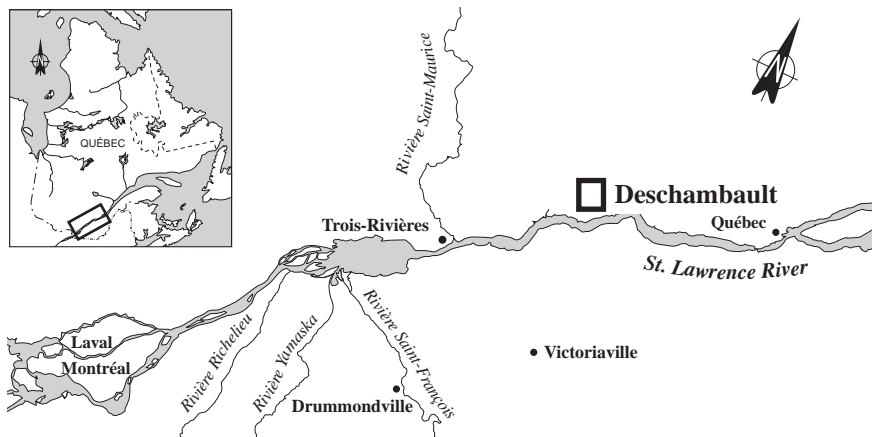 N
QUÉBEC
N
Rivière Saint-Maurice
Deschambault
Trois-Rivières
Québec
St. Lawrence River
Laval
Montréal
Rivière Richelieu
Rivière Yamaska
Rivière Saint-François
Victoriaville
Drummondville